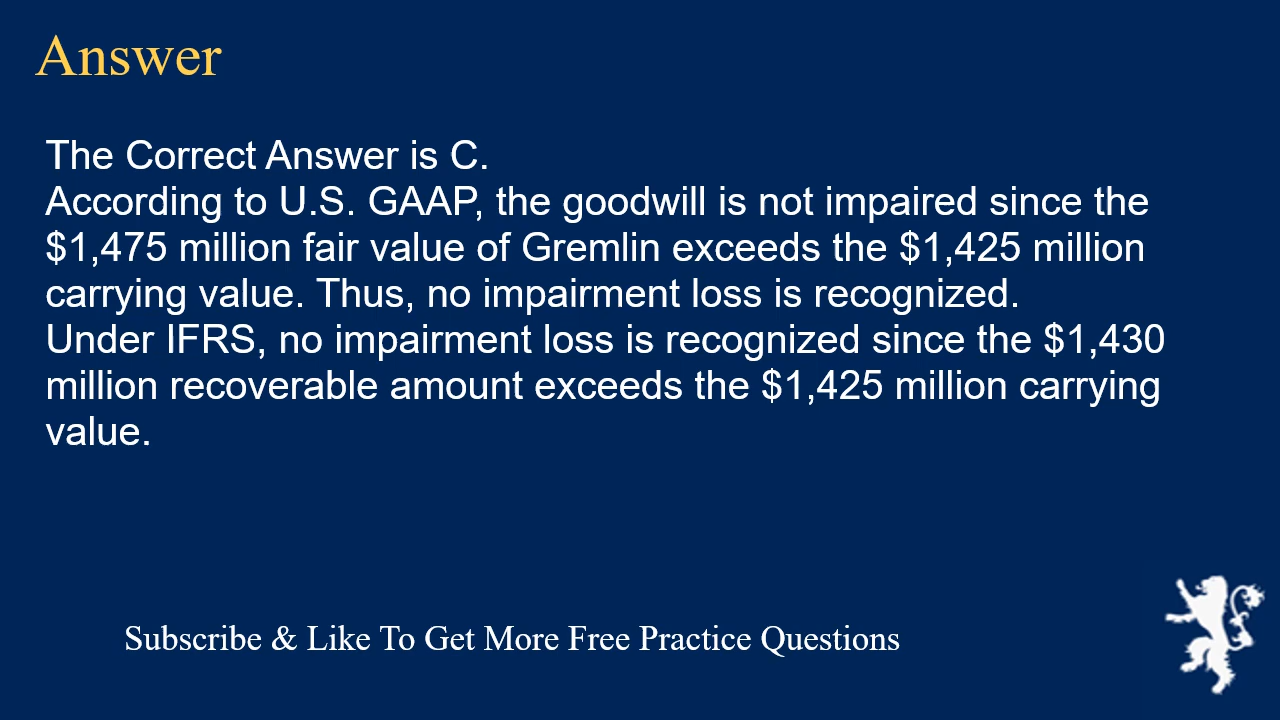 Answer
The Correct Answer is C.
According to U.S. GAAP, the goodwill is not impaired since the
$1,475 million fair value of Gremlin exceeds the $1,425 million
carrying value. Thus, no impairment loss is recognized.
Under IFRS, no impairment loss is recognized since the $1,430
million recoverable amount exceeds the $1,425 million carrying
value.
Subscribe & Like To Get More Free Practice Questions